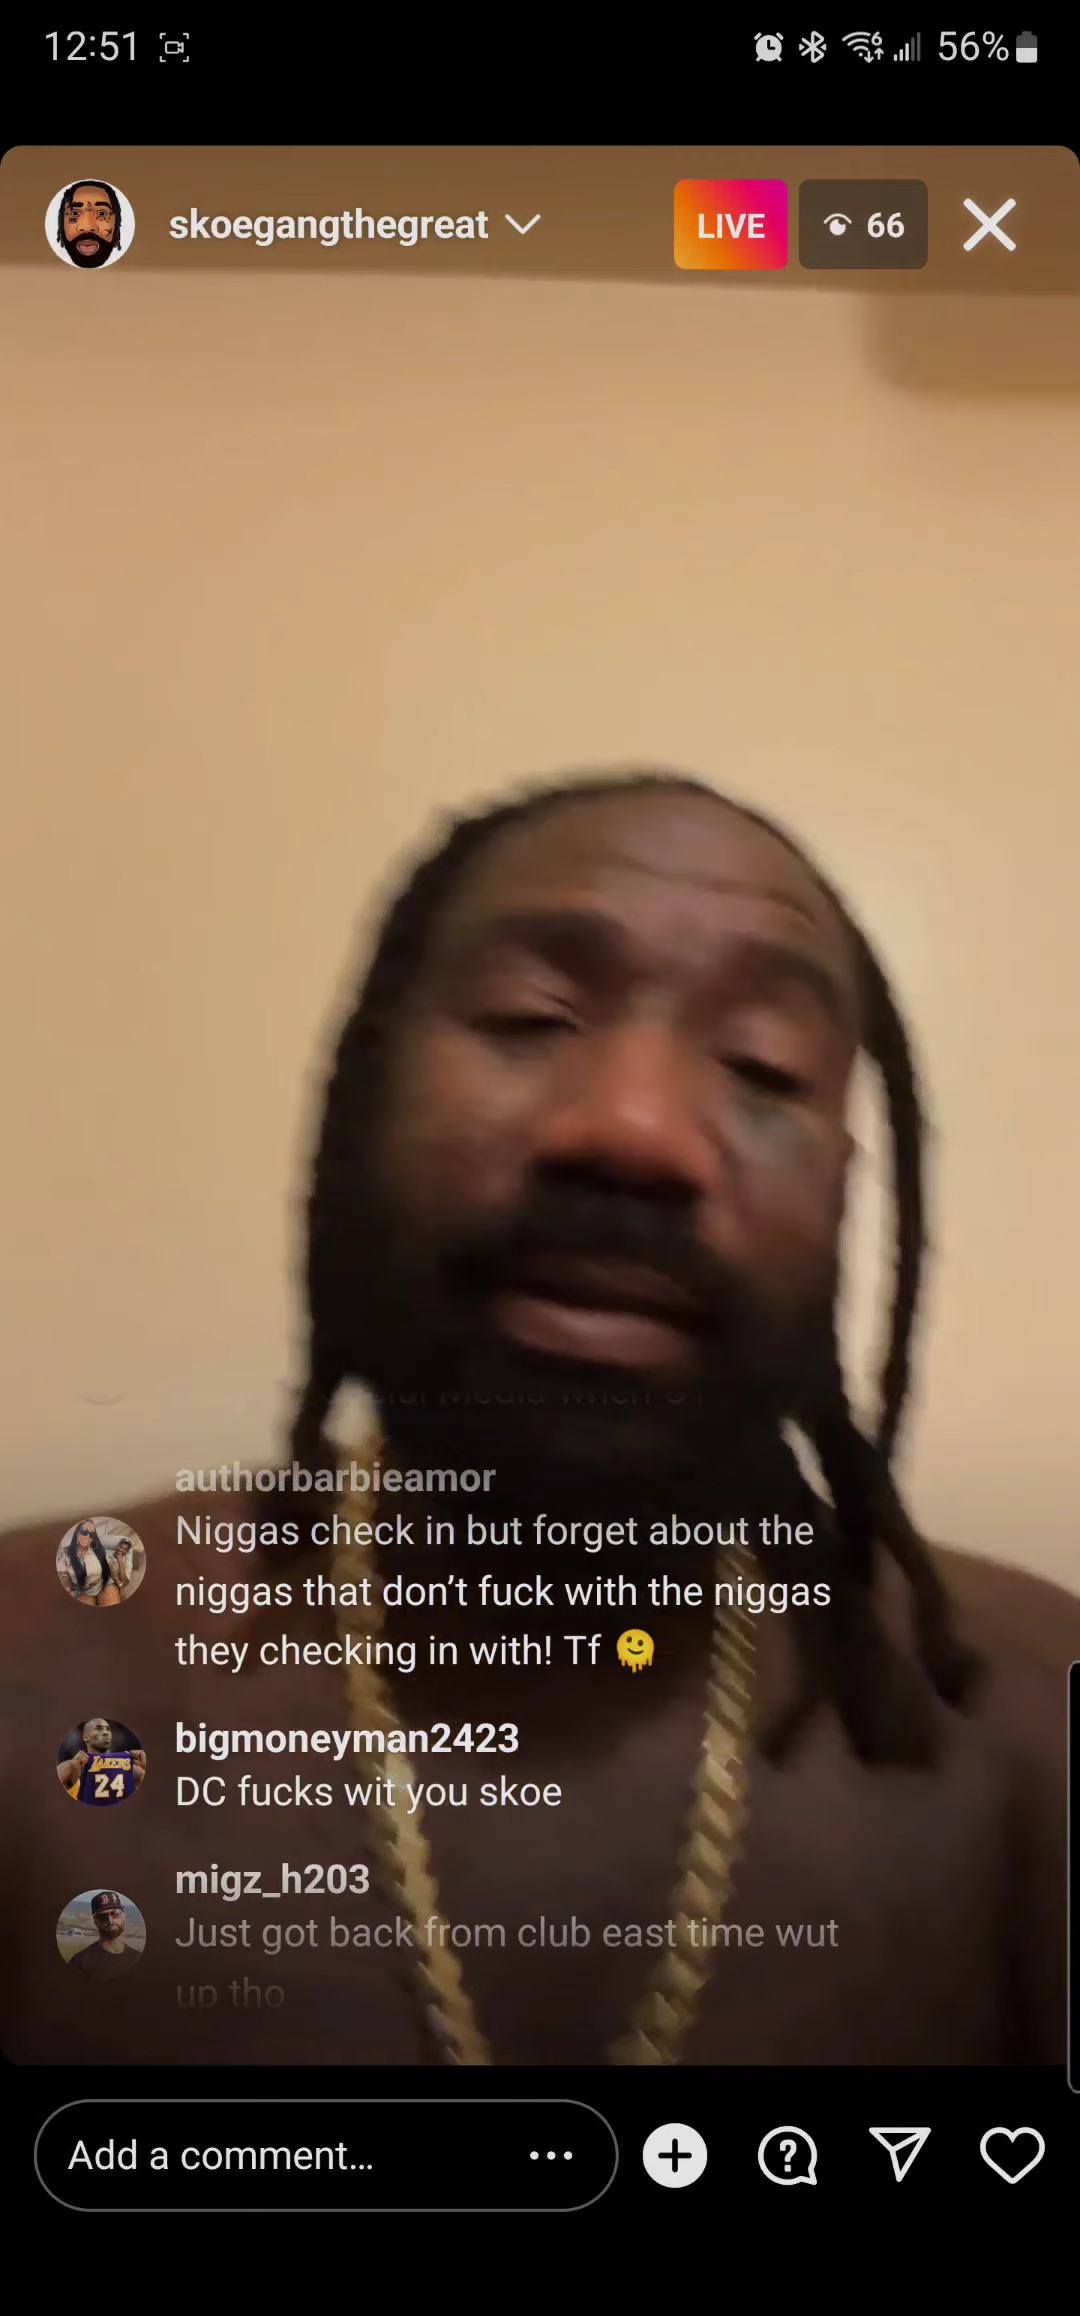 12:51
56%
skoegangthegreat
LIVE
66
authorbarbieamor
Niggas check in but forget about the
niggas that don't fuck with the niggas
they checking in with! Tf 🫠
LAKERS
24
bigmoneyman2423
DC fucks wit you skoe
migz_h203
Just got back from club east time wut
up tho
Add a comment...